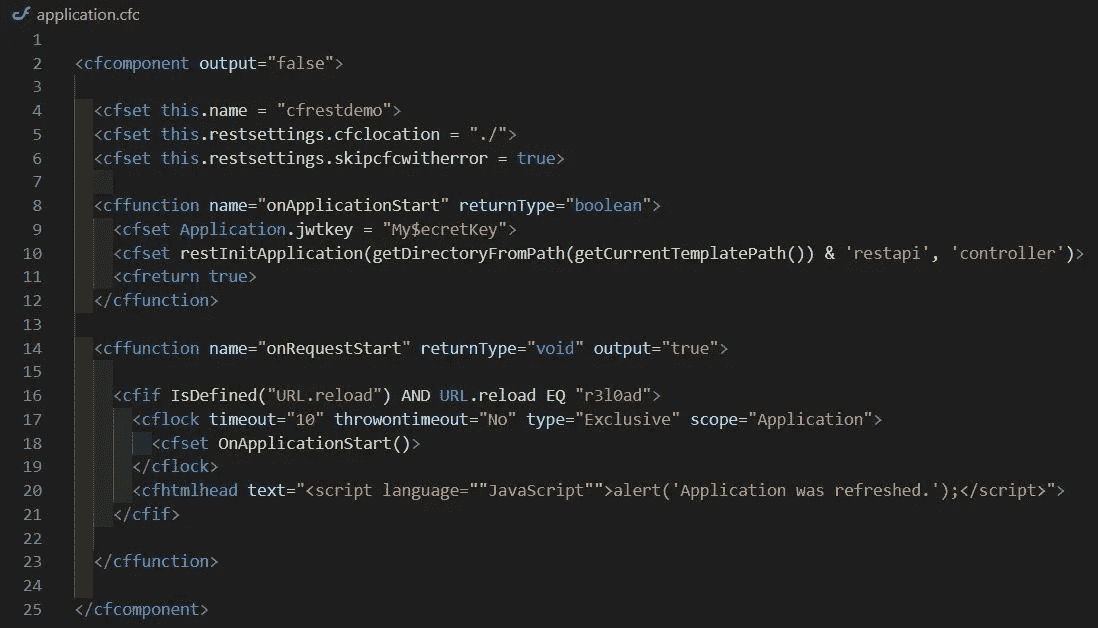 application.cfc
1
2 <cfcomponent output="false">
3
4 <cfset this.name = "cfrestdemo">
5 <cfset this.restsettings.cfclocation = "./">
6 <cfset this.restsettings.skipcfcwitherror = true>
7
8 <cffunction name="onApplicationStart" returnType="boolean">
9 <cfset Application.jwtkey = "My$ecretKey">
10 <cfset restInitApplication(getDirectoryFromPath(getCurrentTemplatePath()) & 'restapi', 'controller')>
11 <cfreturn true>
12 </cffunction>
13
14 <cffunction name="onRequestStart" returnType="void" output="true">
15
16 <cfif IsDefined("URL.reload") AND URL.reload EQ "r3l0ad">
17 <cflock timeout="10" throwontimeout="No" type="Exclusive" scope="Application">
18 <cfset OnApplicationStart()>
19 </cflock>
20 <cfhtmlhead text="<script language=""JavaScript"">alert('Application was refreshed.');</script>">
21 </cfif>
22
23 </cffunction>
24
25 </cfcomponent>